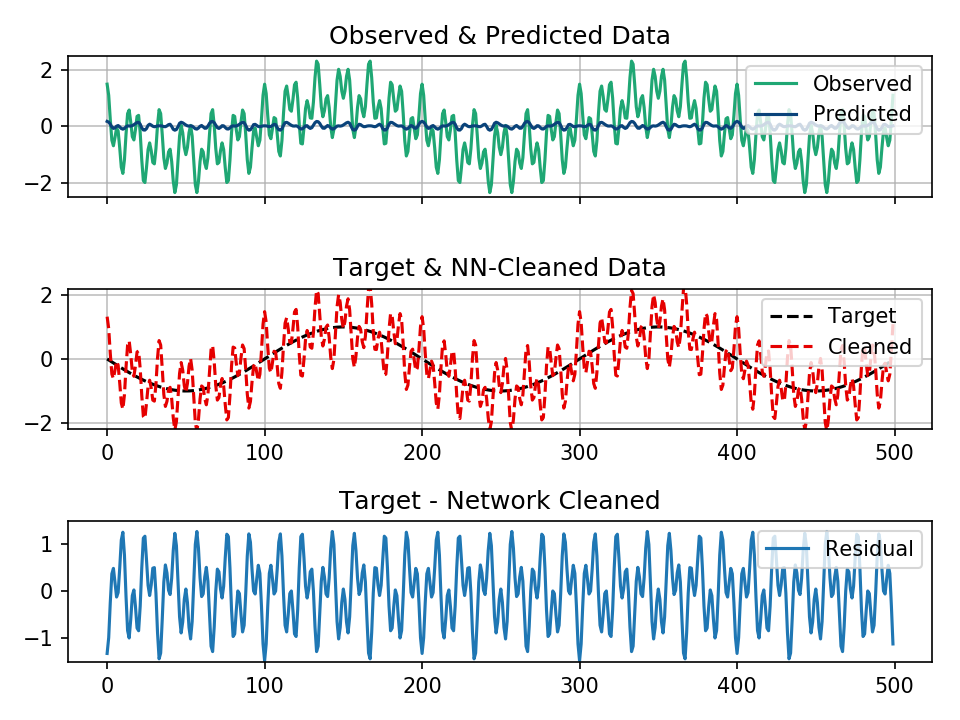 Observed & Predicted Data
2
0
−2
Observed
Predicted
Target & NN-Cleaned Data
2
0
−2
Target
Cleaned
0 100 200 300 400 500
Target - Network Cleaned
1
0
−1
Residual
0 100 200 300 400 500